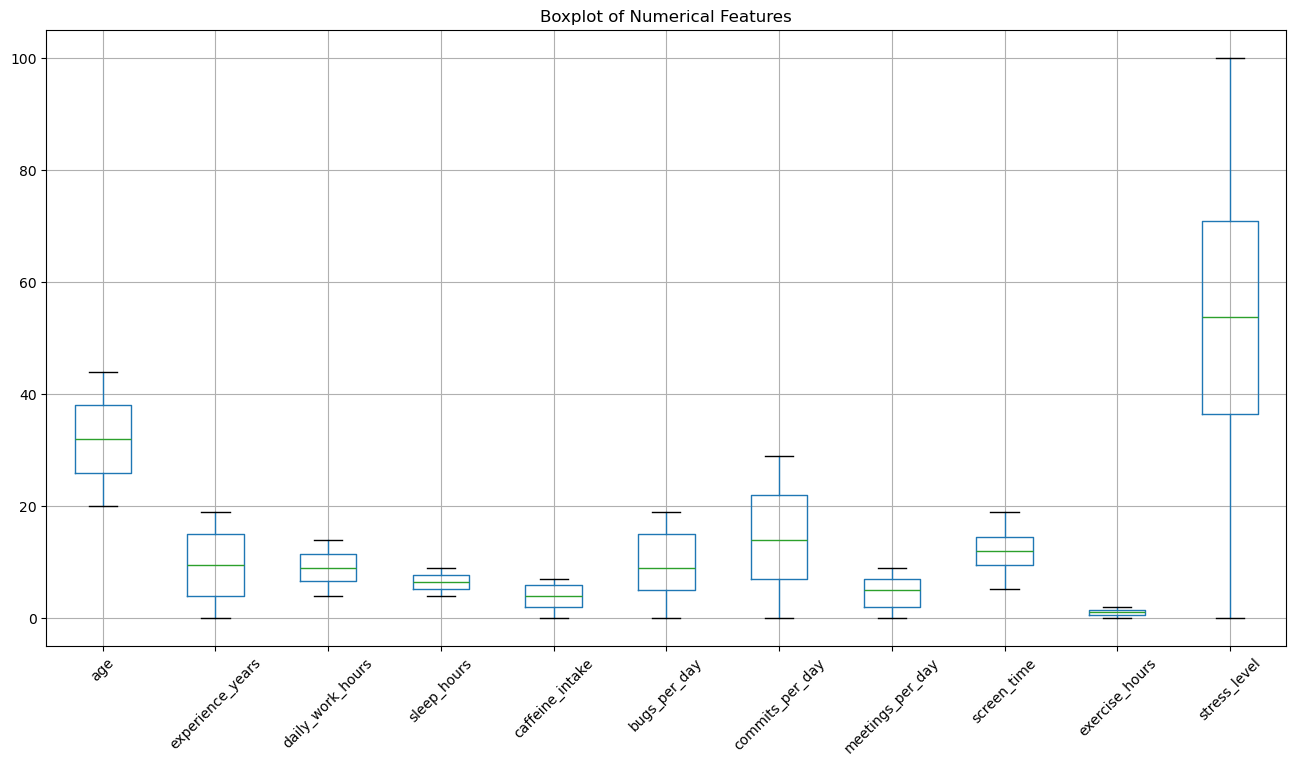 Boxplot of Numerical Features
100
80
60
40
20
0
age
experience_years
daily_work_hours
sleep_hours
caffeine_intake
bugs_per_day
commits_per_day
meetings_per_day
screen_time
exercise_hours
stress_level